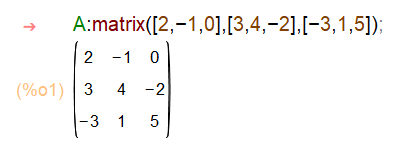 → A:matrix([2,−1,0],[3,4,−2],[−3,1,5]);
2 −1 0
(%o1) 3 4 −2
−3 1 5